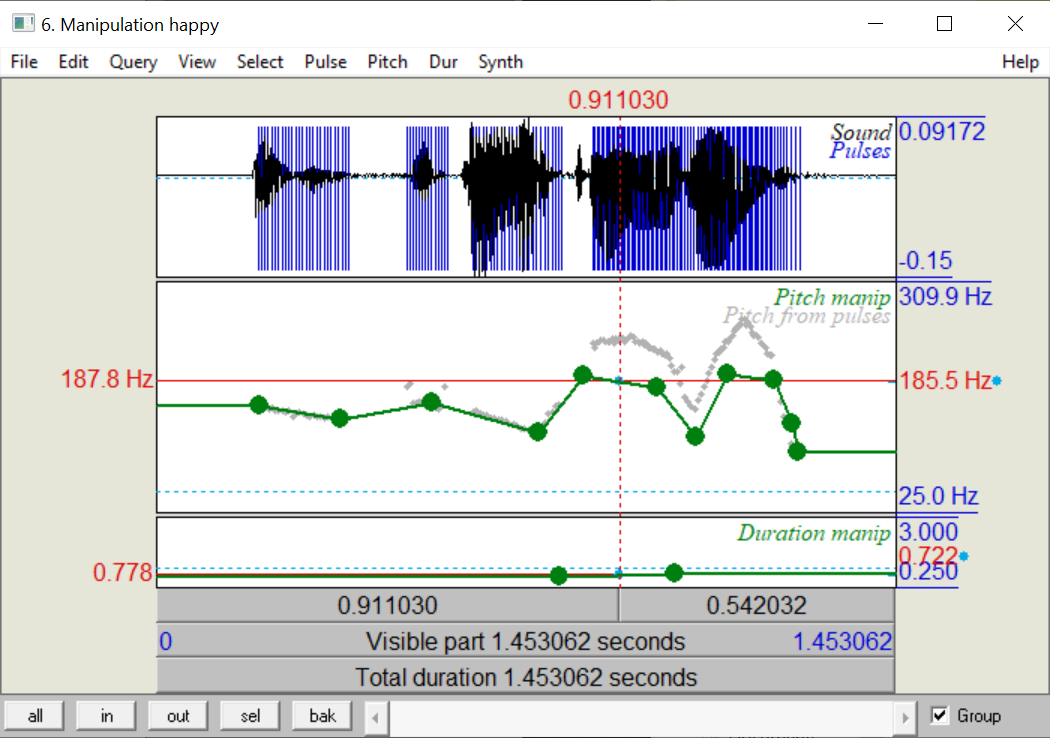 6. Manipulation happy
File Edit Query View Select Pulse Pitch Dur Synth Help
0.911030
Sound
Pulses
0.09172
-0.15
Pitch manip
Pitch from pulses
309.9 Hz
187.8 Hz
185.5 Hz
25.0 Hz
Duration manip
3.000
0.722
0.778
0.250
0.911030 0.542032
0 Visible part 1.453062 seconds 1.453062
Total duration 1.453062 seconds
all in out sel bak Group